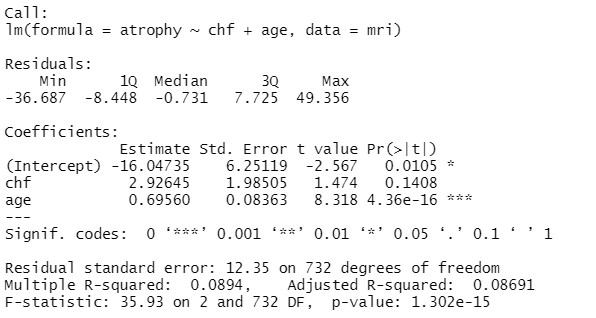 Call:
lm(formula = atrophy ~ chf + age, data = mri)
Residuals:
Min 1Q Median 3Q Max
-36.687 -8.448 -0.731 7.725 49.356
Coefficients:
Estimate Std. Error t value Pr(>|t|)
(Intercept) -16.04735 6.25119 -2.567 0.0105 *
chf 2.92645 1.98505 1.474 0.1408
age 0.69560 0.08363 8.318 4.36e-16 ***
---
Signif. codes: 0 ‘***’ 0.001 ‘**’ 0.01 ‘*’ 0.05 ‘.’ 0.1 ‘ ’ 1
Residual standard error: 12.35 on 732 degrees of freedom
Multiple R-squared: 0.0894, Adjusted R-squared: 0.08691
F-statistic: 35.93 on 2 and 732 DF, p-value: 1.302e-15